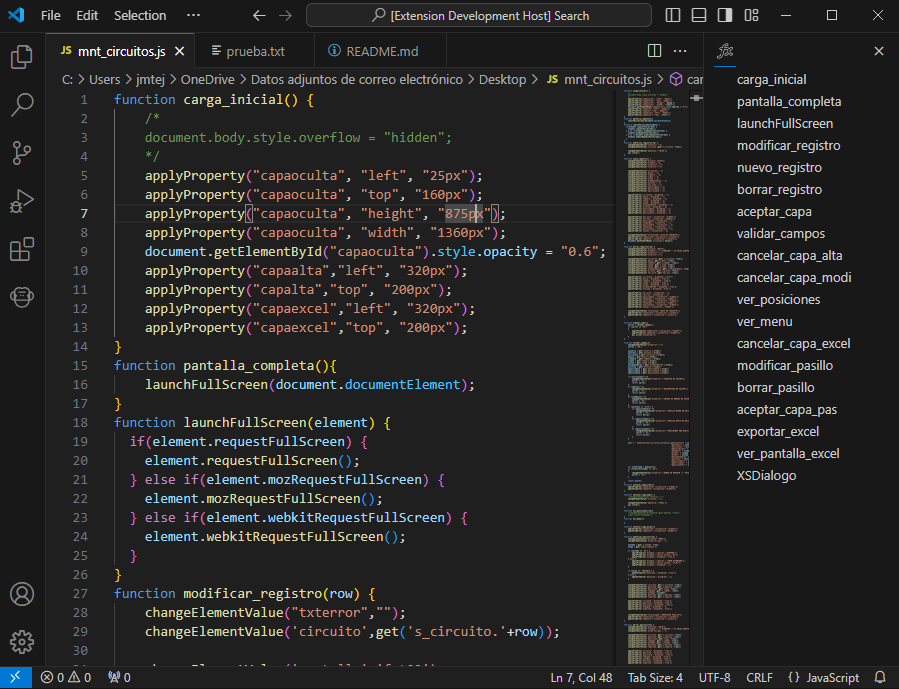 File Edit Selection ··· [Extension Development Host] Search
JS mnt_circuitos.js prueba.txt README.md ···
C: > Users > jmtej > OneDrive > Datos adjuntos de correo electrónico > Desktop > JS mnt_circuitos.js > car
1 function carga_inicial() {
2 /*
3 document.body.style.overflow = "hidden";
4 */
5 applyProperty("capaoculta", "left", "25px");
6 applyProperty("capaoculta", "top", "160px");
7 applyProperty("capaoculta", "height", "875px");
8 applyProperty("capaoculta", "width", "1360px");
9 document.getElementById("capaoculta").style.opacity = "0.6";
10 applyProperty("capaalta","left", "320px");
11 applyProperty("capalta","top", "200px");
12 applyProperty("capaexcel","left", "320px");
13 applyProperty("capaexcel","top", "200px");
14 }
15 function pantalla_completa(){
16 launchFullScreen(document.documentElement);
17 }
18 function launchFullScreen(element) {
19 if(element.requestFullScreen) {
20 element.requestFullScreen();
21 } else if(element.mozRequestFullScreen) {
22 element.mozRequestFullScreen();
23 } else if(element.webkitRequestFullScreen) {
24 element.webkitRequestFullScreen();
25 }
26 }
27 function modificar_registro(row) {
28 changeElementValue("txterror","");
29 changeElementValue('circuito',get('s_circuito.'+row));
30
carga_inicial
pantalla_completa
launchFullScreen
modificar_registro
nuevo_registro
borrar_registro
aceptar_capa
validar_campos
cancelar_capa_alta
cancelar_capa_modi
ver_posiciones
ver_menu
cancelar_capa_excel
modificar_pasillo
borrar_pasillo
aceptar_capa_pas
exportar_excel
ver_pantalla_excel
XSDialogo
0 0 0 Ln 7, Col 48 Tab Size: 4 UTF-8 CRLF {} JavaScript